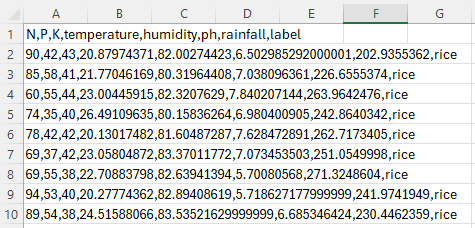 A B C D E F G
1 N,P,K,temperature,humidity,ph,rainfall,label
2 90,42,43,20.87974371,82.00274423,6.502985292000001,202.9355362,rice
3 85,58,41,21.77046169,80.31964408,7.038096361,226.6555374,rice
4 60,55,44,23.00445915,82.3207629,7.840207144,263.9642476,rice
5 74,35,40,26.49109635,80.15836264,6.980400905,242.8640342,rice
6 78,42,42,20.13017482,81.60487287,7.628472891,262.7173405,rice
7 69,37,42,23.05804872,83.37011772,7.073453503,251.0549998,rice
8 69,55,38,22.70883798,82.63941394,5.70080568,271.3248604,rice
9 94,53,40,20.27774362,82.89408619,5.718627177999999,241.9741949,rice
10 89,54,38,24.51588066,83.53521629999999,6.685346424,230.4462359,rice